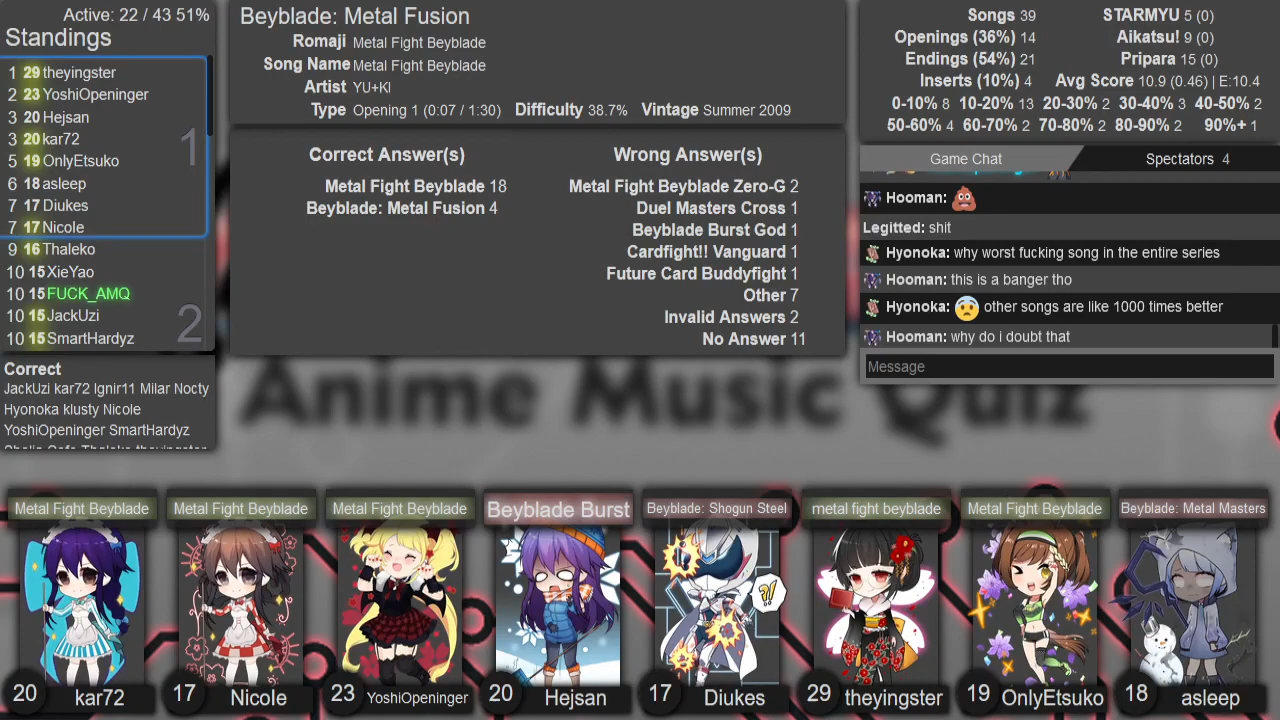 Active: 22 / 43 51%
Standings
1 29 theyingster
2 23 YoshiOpeninger
3 20 Hejsan
3 20 kar72
5 19 OnlyEtsuko
6 18 asleep
7 17 Diukes
7 17 Nicole
1
9 16 Thaleko
10 15 XieYao
10 15 FUCK_AMQ
10 15 JackUzi
10 15 SmartHardyz
2
Correct
JackUzi kar72 Ignir11 Milar Nocty
Hyonoka klusty Nicole
YoshiOpeninger SmartHardyz
Beyblade: Metal Fusion
Romaji Metal Fight Beyblade
Song Name Metal Fight Beyblade
Artist YU+KI
Type Opening 1 (0:07 / 1:30) Difficulty 38.7% Vintage Summer 2009
Correct Answer(s)
Metal Fight Beyblade 18
Beyblade: Metal Fusion 4
Wrong Answer(s)
Metal Fight Beyblade Zero-G 2
Duel Masters Cross 1
Beyblade Burst God 1
Cardfight!! Vanguard 1
Future Card Buddyfight 1
Other 7
Invalid Answers 2
No Answer 11
Songs 39 STARMYU 5 (0)
Openings (36%) 14 Aikatsu! 9 (0)
Endings (54%) 21 Pripara 15 (0)
Inserts (10%) 4 Avg Score 10.9 (0.46) | E:10.4
0-10% 8 10-20% 13 20-30% 2 30-40% 3 40-50% 2
50-60% 4 60-70% 2 70-80% 2 80-90% 2 90%+ 1
Game Chat Spectators 4
Hooman: 💩
Legitted: shit
Hyonoka: why worst fucking song in the entire series
Hooman: this is a banger tho
Hyonoka: 😨 other songs are like 1000 times better
Hooman: why do i doubt that
Message
Anime Music Quiz
Metal Fight Beyblade Metal Fight Beyblade Metal Fight Beyblade Beyblade Burst Beyblade: Shogun Steel metal fight beyblade Metal Fight Beyblade Beyblade: Metal Masters
?!
20 kar72 17 Nicole 23 YoshiOpeninger 20 Hejsan 17 Diukes 29 theyingster 19 OnlyEtsuko 18 asleep